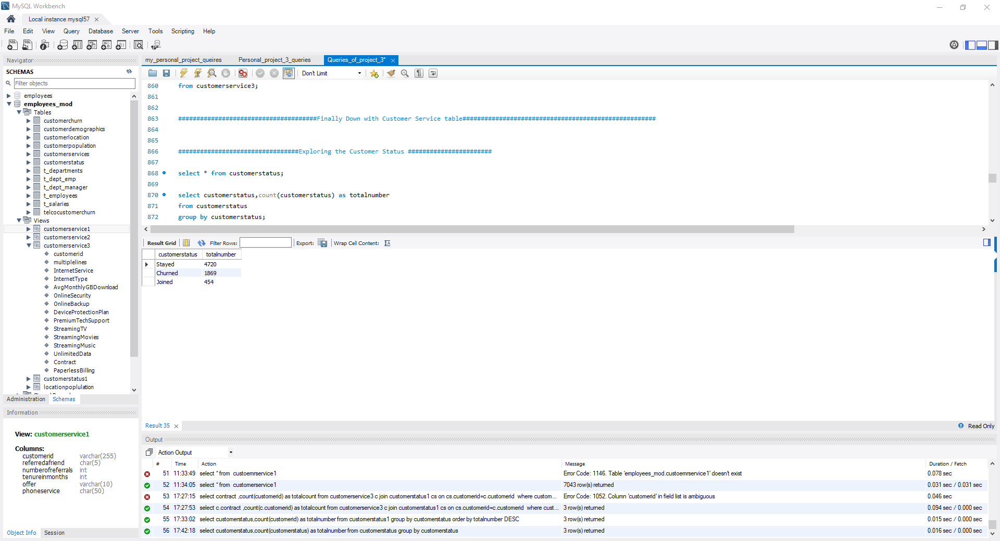 MySQL Workbench
Local instance mysql57
File Edit View Query Database Server Tools Scripting Help
Navigator
SCHEMAS
Filter objects
employees
employees_mod
Tables
customerchurn
customerdemographics
customerlocation
customerpopulation
customerservices
customerstatus
t_departments
t_dept_emp
t_dept_manager
t_employees
t_salaries
telcocustomerchurn
Views
customerservice1
customerservice2
customerservice3
customerid
multiplelines
InternetService
InternetType
AvgMonthlyGBDownload
OnlineSecurity
OnlineBackup
DeviceProtectionPlan
PremiumTechSupport
StreamingTV
StreamingMovies
StreamingMusic
UnlimitedData
Contract
PaperlessBilling
customerstatus1
locationpoplulation
Administration Schemas
Information
View: customerservice1
Columns:
customerid varchar(255)
referredafriend char(5)
numberofreferrals int
tenureinmonths int
offer varchar(10)
phoneservice char(50)
Object Info Session
my_personal_project_queires Personal_project_3_queries Queries_of_project_3*
Don't Limit
860 from customerservice3;
861
862
863 ######################################Finally Down with Customer Service table#####################################################
864
865
866 #################################Exploring the Customer Status #######################
867
868 select * from customerstatus;
869
870 select customerstatus,count(customerstatus) as totalnumber
871 from customerstatus
872 group by customerstatus;
Result Grid Filter Rows: Export: Wrap Cell Content:
customerstatus totalnumber
Stayed 4720
Churned 1869
Joined 454
Result 35
Read Only
Output
Action Output
# Time Action Message Duration / Fetch
51 11:33:49 select * from custoemrservice1 Error Code: 1146. Table 'employees_mod.custoemrservice1' doesn't exist 0.078 sec
52 11:34:05 select * from customerservice1 7043 row(s) returned 0.031 sec / 0.031 sec
53 17:27:15 select contract ,count(customerid) as totalcount from customerservice3 c join customerstatus1 cs on cs.customerid=c.customerid where custom... Error Code: 1052. Column 'customerid' in field list is ambiguous 0.046 sec
54 17:27:53 select c.contract ,count(c.customerid) as totalcount from customerservice3 c join customerstatus1 cs on cs.customerid=c.customerid where cust... 3 row(s) returned 0.094 sec / 0.000 sec
55 17:33:02 select customerstatus,count(customerid) as totalnumber from customerstatus1 group by customerstatus order by totalnumber DESC 3 row(s) returned 0.015 sec / 0.000 sec
56 17:42:18 select customerstatus,count(customerstatus) as totalnumber from customerstatus group by customerstatus 3 row(s) returned 0.016 sec / 0.000 sec